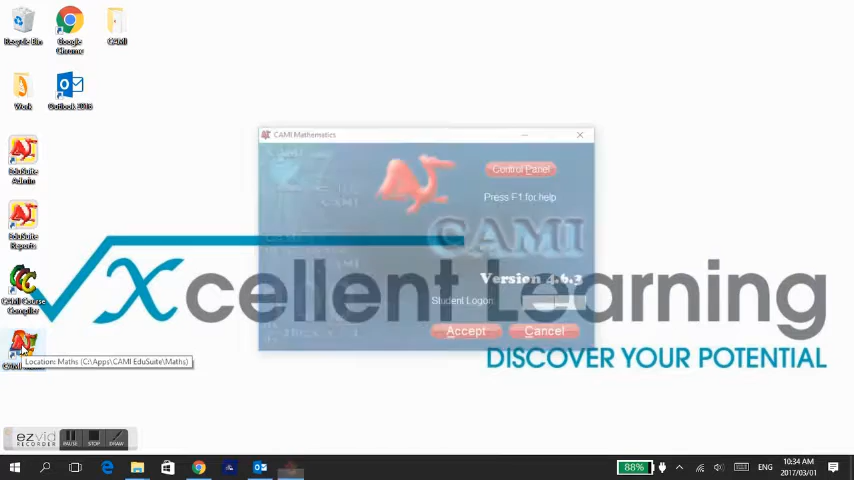 Recycle Bin
Google
Chrome
CAMI
Work
Outlook 2016
EduSuite
Admin
EduSuite
Reports
CAMI Course
Compiler
CAMI
Location: Maths (C:\Apps\CAMI EduSuite\Maths)
CAMI Mathematics
Control Panel
Press F1 for help
CAMI
Version 4.6.3
Student Logon:
Accept
Cancel
Xcellent Learning
DISCOVER YOUR POTENTIAL
ezvid
RECORDER
PAUSE
STOP
DRAW
88%
ENG
10:34 AM
2017/03/01